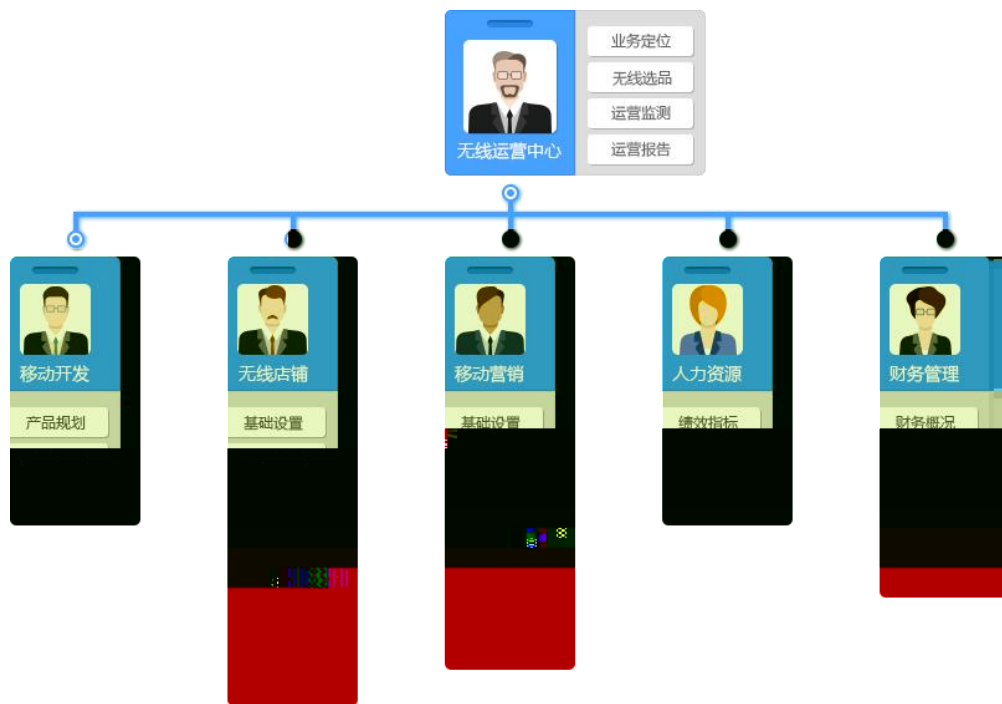 业务定位
无线选品
运营监测
运营报告
无线运营中心
移动开发
无线店铺
移动营销
人力资源
财务管理
产品规划
基础设置
基础设置
绩效指标
财务概况